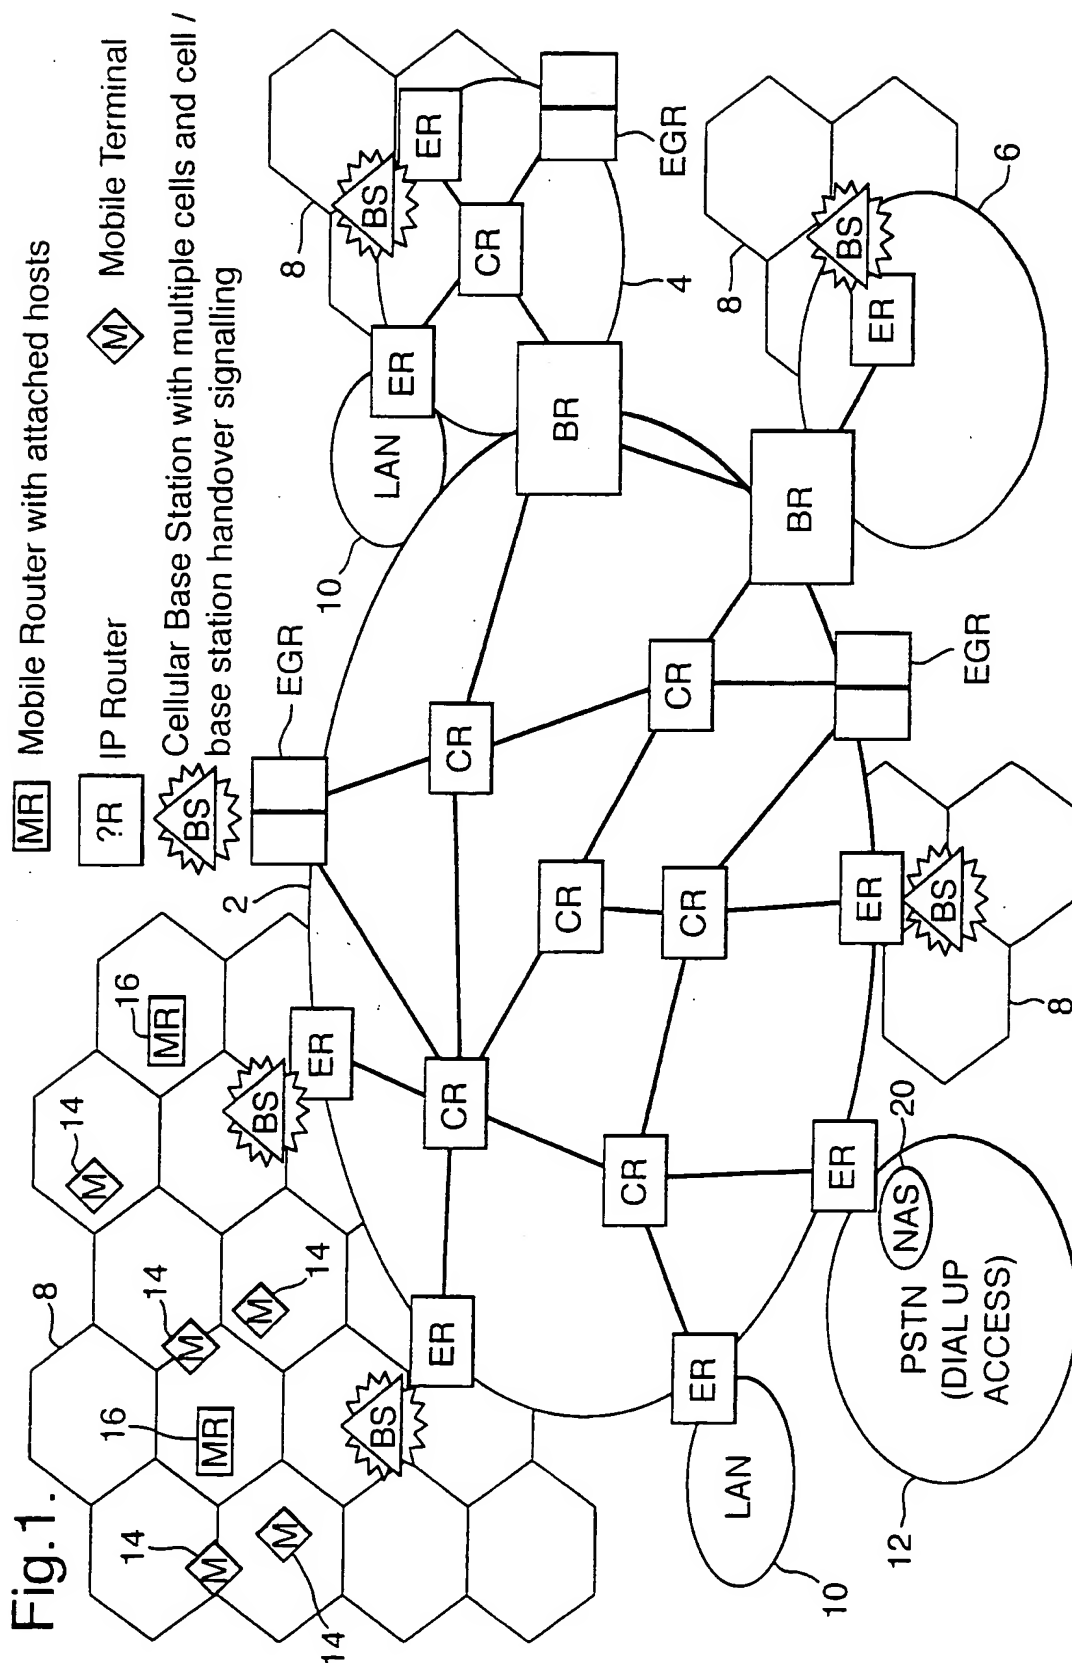 Fig.1.
MR Mobile Router with attached hosts
?R IP Router
M Mobile Terminal
BS Cellular Base Station with multiple cells and cell /
base station handover signalling
14
M
14
M
16
MR
8
14
M
M
14
14
M
16
MR
BS
BS
2
EGR
10
LAN
8
BS
ER
ER
ER
ER
CR
CR
CR
BR
4
EGR
CR
CR
CR
CR
BR
8
BS
ER
6
EGR
ER
LAN
10
ER
NAS
20
PSTN
(DIAL UP
ACCESS)
12
ER
BS
8